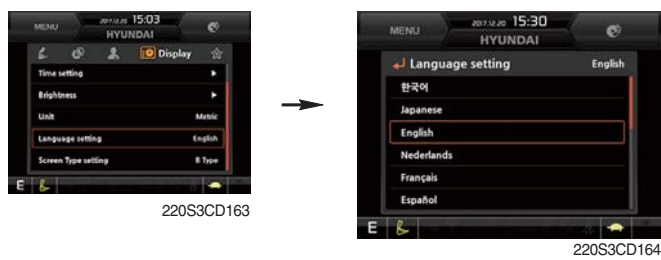 MENU
2017.12.20 15:03
HYUNDAI
Display
Time setting
Brightness
Unit Metric
Language setting English
Screen Type setting B Type
E
220S3CD163
MENU
2017.12.20 15:30
HYUNDAI
Language setting English
한국어
Japanese
English
Nederlands
Français
Español
E
220S3CD164